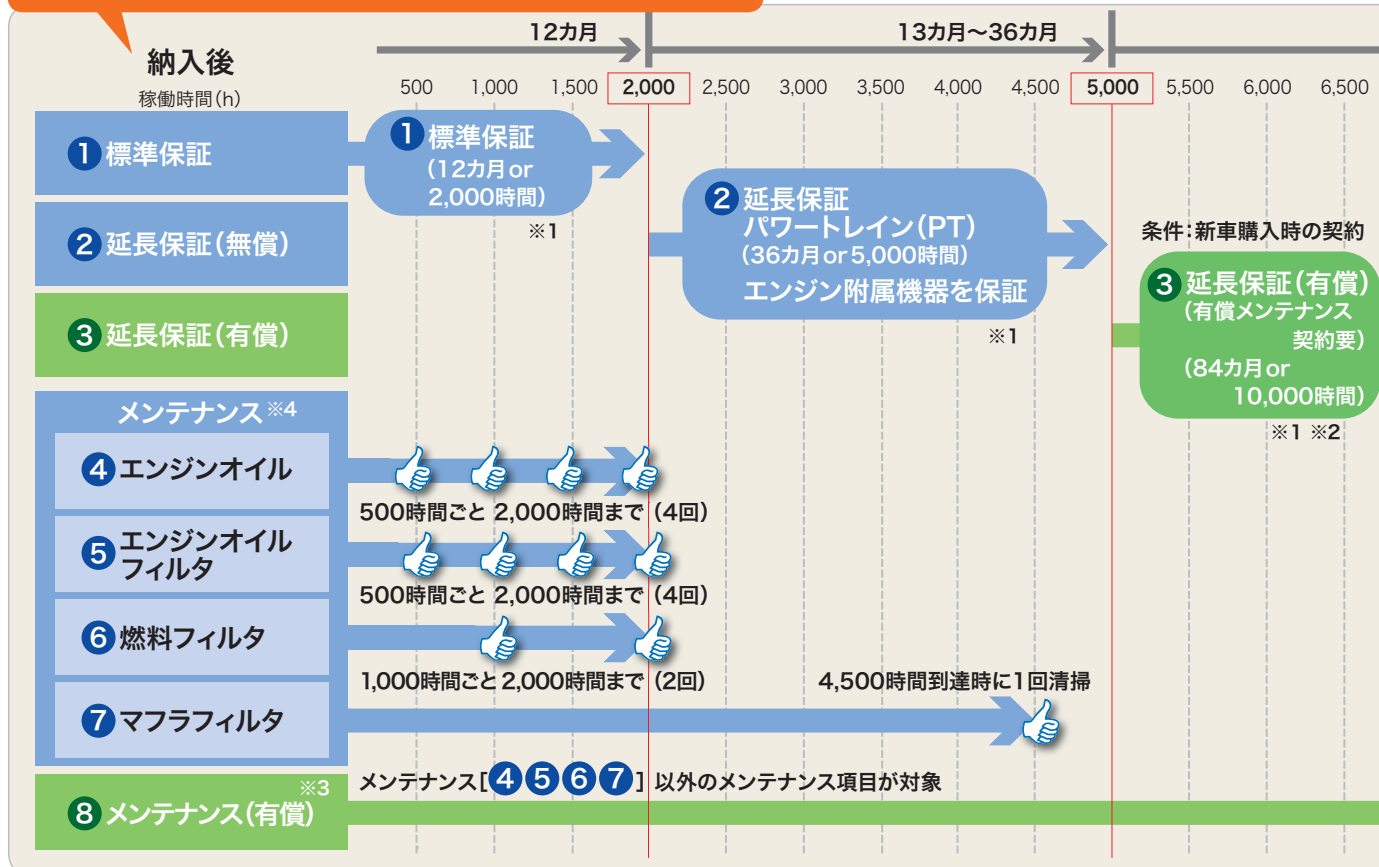 12カ月
13カ月～36カ月
納入後
稼働時間(h)
500 1,000 1,500 2,000 2,500 3,000 3,500 4,000 4,500 5,000 5,500 6,000 6,500
1 標準保証
1 標準保証
(12カ月or
2,000時間)
※1
2 延長保証(無償)
2 延長保証
パワートレイン(PT)
(36カ月or5,000時間)
エンジン附属機器を保証
※1
条件:新車購入時の契約
3 延長保証(有償)
3 延長保証(有償)
(有償メンテナンス
契約要)
(84カ月or
10,000時間)
※1 ※2
メンテナンス※4
4 エンジンオイル
500時間ごと 2,000時間まで (4回)
5 エンジンオイル
フィルタ
500時間ごと 2,000時間まで (4回)
6 燃料フィルタ
1,000時間ごと 2,000時間まで (2回)
7 マフラフィルタ
4,500時間到達時に1回清掃
※3
8 メンテナンス(有償)
メンテナンス[4 5 6 7] 以外のメンテナンス項目が対象